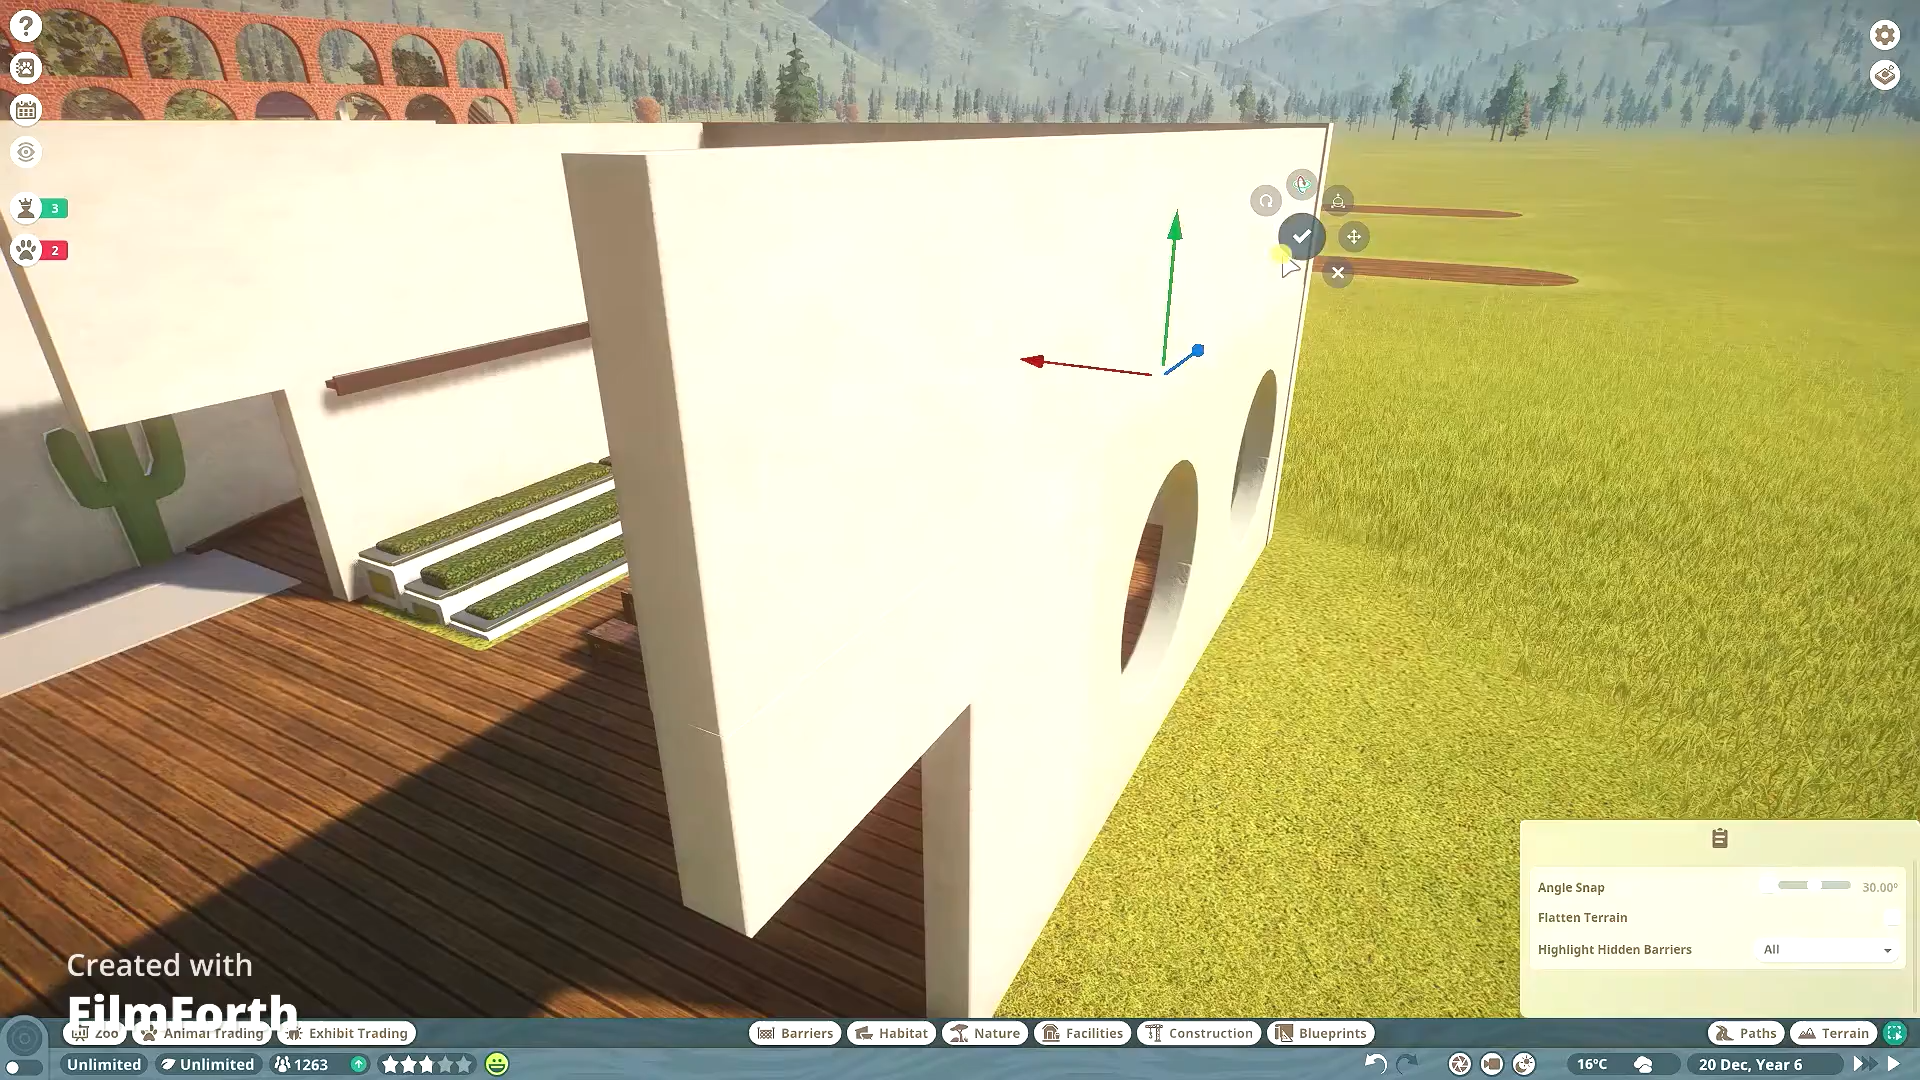 3
2
Angle Snap 30.00°
Flatten Terrain
Highlight Hidden Barriers All
Created with
FilmForth
Zoo Animal Trading Exhibit Trading Barriers Habitat Nature Facilities Construction Blueprints Paths Terrain
Unlimited Unlimited 1263 16°C 20 Dec, Year 6